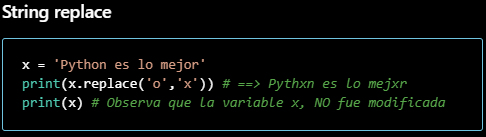 String replace
x = 'Python es lo mejor'
print(x.replace('o','x')) # ==> Pythxn es lo mejxr
print(x) # Observa que la variable x, NO fue modificada